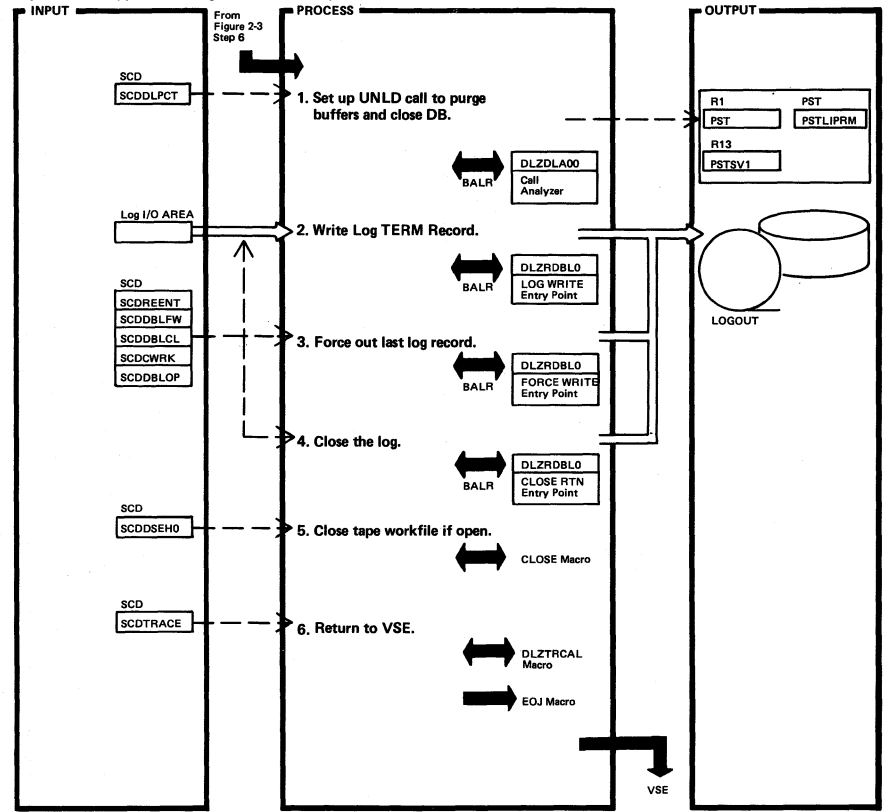 INPUT
From
Figure 2-3
Step 6
PROCESS
OUTPUT
SCD
SCDDLPCT
1. Set up UNLD call to purge
buffers and close DB.
R1
PST
PST
PSTLIPRM
R13
PSTSV1
BALR
DLZDLA00
Call
Analyzer
Log I/O AREA
2. Write Log TERM Record.
BALR
DLZRDBL0
LOG WRITE
Entry Point
LOGOUT
SCD
SCDREENT
SCDDBLFW
SCDDBLCL
SCDCWRK
SCDDBLOP
3. Force out last log record.
BALR
DLZRDBL0
FORCE WRITE
Entry Point
4. Close the log.
BALR
DLZRDBL0
CLOSE RTN
Entry Point
SCD
SCDDSEH0
5. Close tape workfile if open.
CLOSE Macro
SCD
SCDTRACE
6. Return to VSE.
DLZTRCAL
Macro
EOJ Macro
VSE